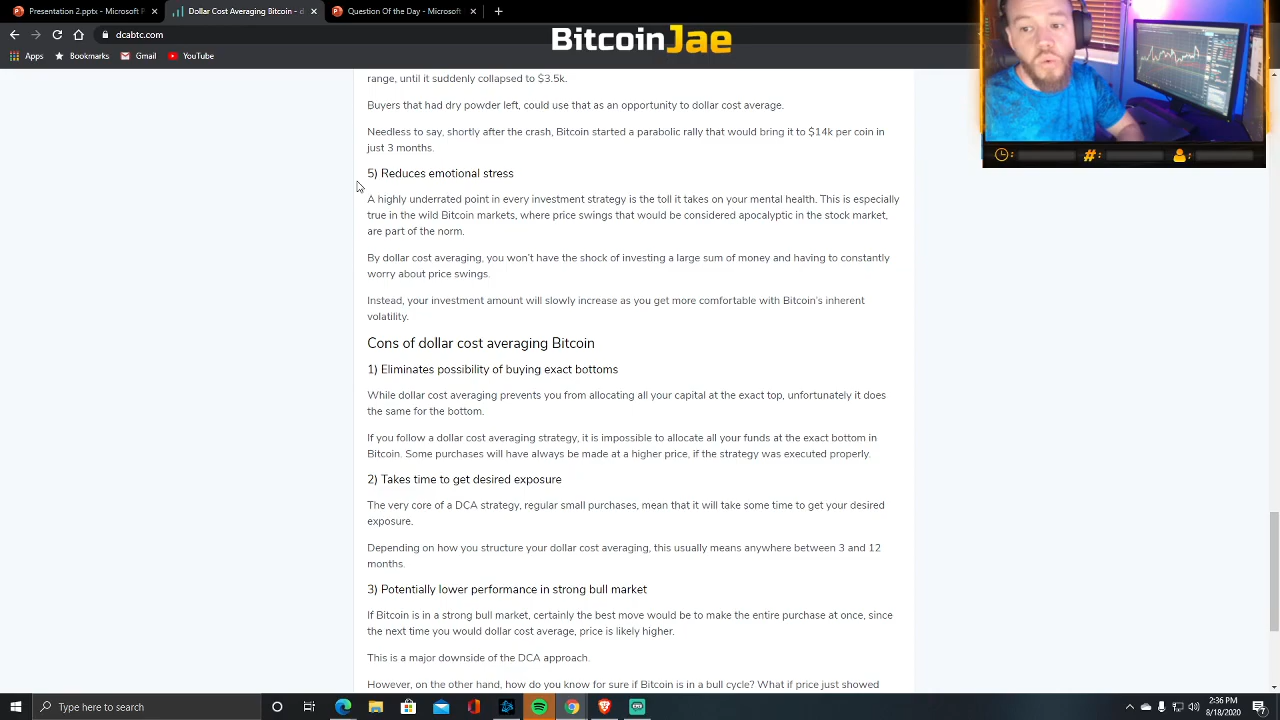 Presentation 2.pptx - Microsoft P
Dollar Cost Averaging Bitcoin - d
Question Of the Day - Microsoft
dcabtc.com
Apps
Bookmarks
Gmail
YouTube
BitcoinJae
range, until it suddenly collapsed to $3.5k.
Buyers that had dry powder left, could use that as an opportunity to dollar cost average.
Needless to say, shortly after the crash, Bitcoin started a parabolic rally that would bring it to $14k per coin in
just 3 months.
5) Reduces emotional stress
A highly underrated point in every investment strategy is the toll it takes on your mental health. This is especially
true in the wild Bitcoin markets, where price swings that would be considered apocalyptic in the stock market,
are part of the norm.
By dollar cost averaging, you won't have the shock of investing a large sum of money and having to constantly
worry about price swings.
Instead, your investment amount will slowly increase as you get more comfortable with Bitcoin's inherent
volatility.
Cons of dollar cost averaging Bitcoin
1) Eliminates possibility of buying exact bottoms
While dollar cost averaging prevents you from allocating all your capital at the exact top, unfortunately it does
the same for the bottom.
If you follow a dollar cost averaging strategy, it is impossible to allocate all your funds at the exact bottom in
Bitcoin. Some purchases will have always be made at a higher price, if the strategy was executed properly.
2) Takes time to get desired exposure
The very core of a DCA strategy, regular small purchases, mean that it will take some time to get your desired
exposure.
Depending on how you structure your dollar cost averaging, this usually means anywhere between 3 and 12
months.
3) Potentially lower performance in strong bull market
If Bitcoin is in a strong bull market, certainly the best move would be to make the entire purchase at once, since
the next time you would dollar cost average, price is likely higher.
This is a major downside of the DCA approach.
However, on the other hand, how do you know for sure if Bitcoin is in a bull cycle? What if price just showed
#:
Type here to search
2:36 PM
8/18/2020